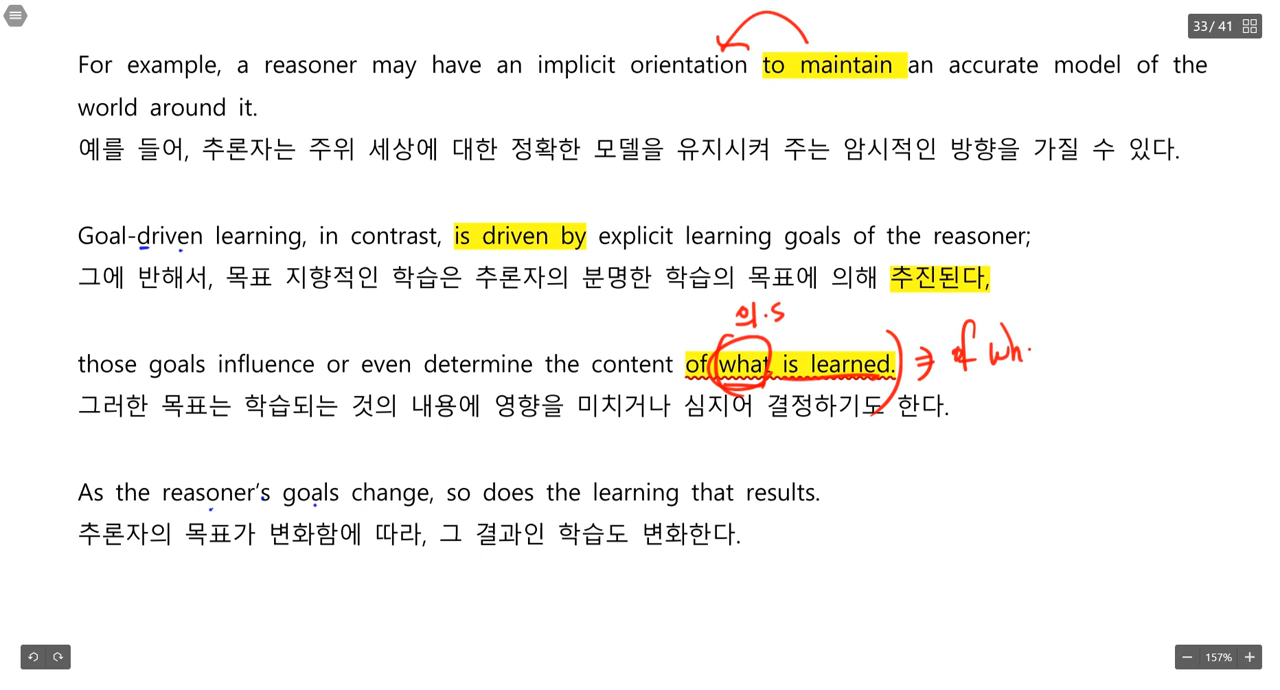 33/ 41
For example, a reasoner may have an implicit orientation to maintain an accurate model of the
world around it.
예를 들어, 추론자는 주위 세상에 대한 정확한 모델을 유지시켜 주는 암시적인 방향을 가질 수 있다.
Goal-driven learning, in contrast, is driven by explicit learning goals of the reasoner;
그에 반해서, 목표 지향적인 학습은 추론자의 분명한 학습의 목표에 의해 추진된다,
의.S
those goals influence or even determine the content of what is learned. of wh.
그러한 목표는 학습되는 것의 내용에 영향을 미치거나 심지어 결정하기도 한다.
As the reasoner's goals change, so does the learning that results.
추론자의 목표가 변화함에 따라, 그 결과인 학습도 변화한다.
157%